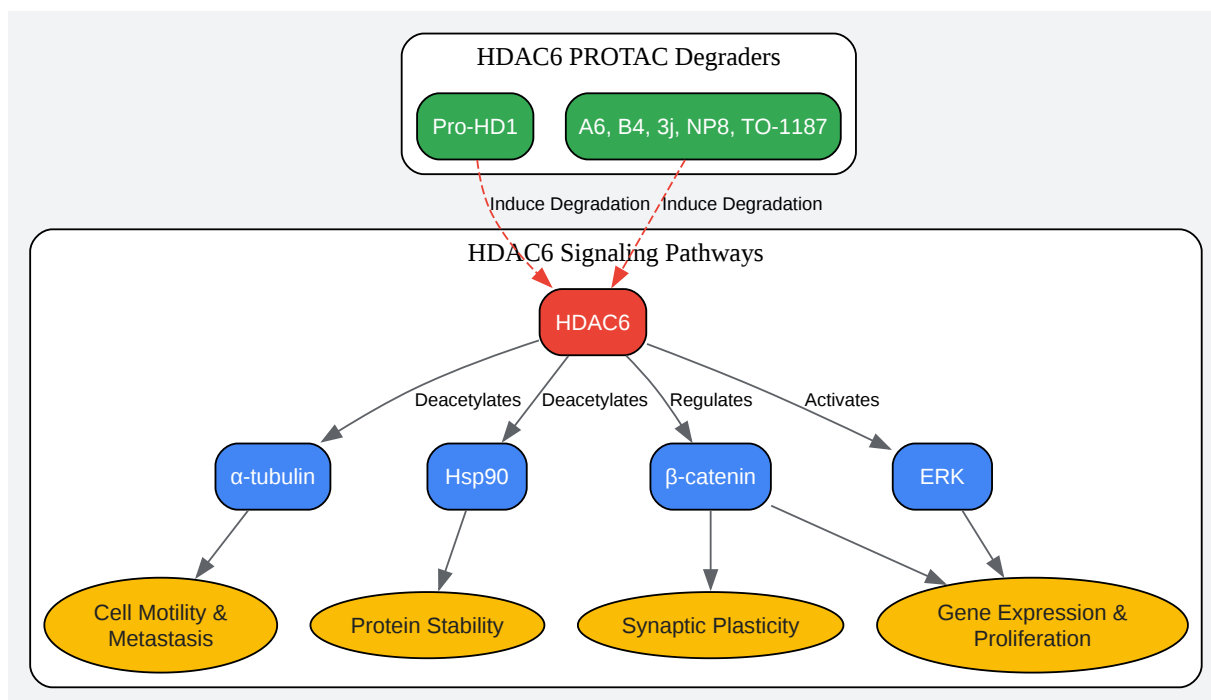 HDAC6 PROTAC Degraders
Pro-HD1
A6, B4, 3j, NP8, TO-1187
Induce Degradation
Induce Degradation
HDAC6 Signaling Pathways
HDAC6
Deacetylates
Deacetylates
Regulates
Activates
α-tubulin
Hsp90
β-catenin
ERK
Cell Motility &
Metastasis
Protein Stability
Synaptic Plasticity
Gene Expression &
Proliferation